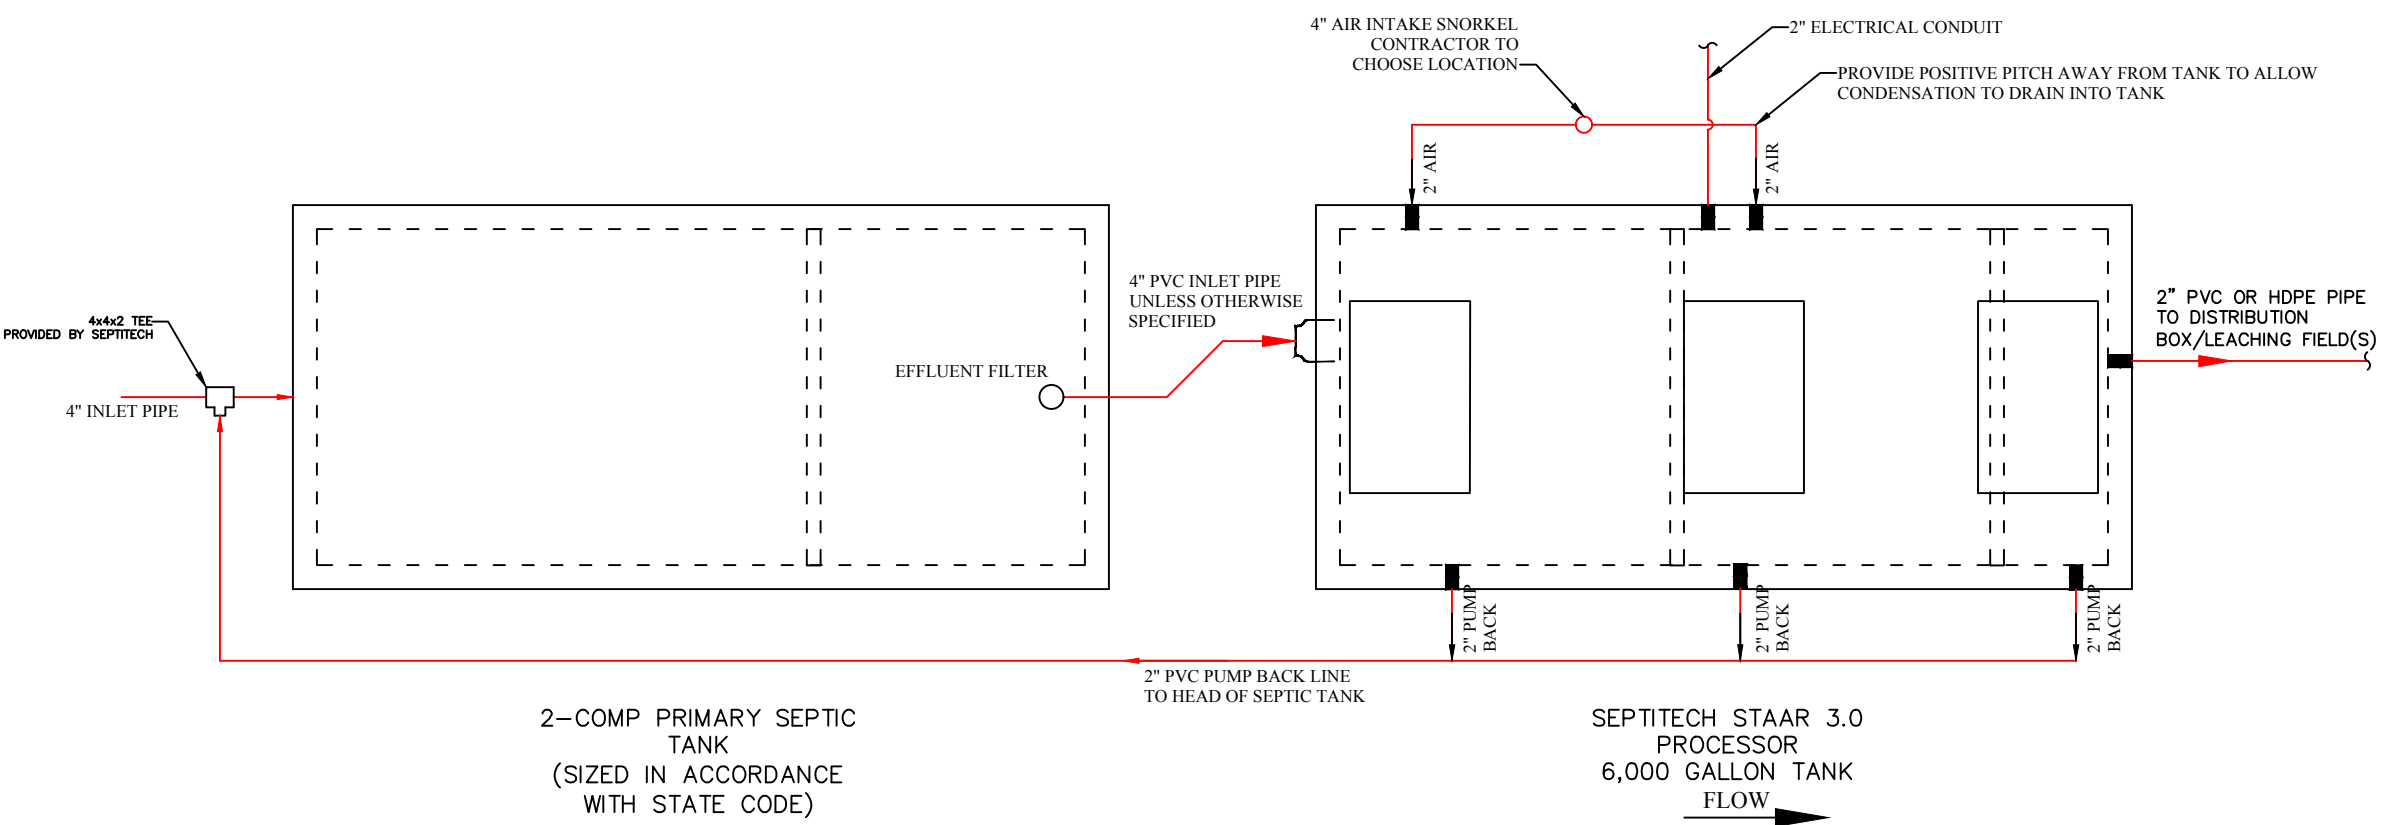 4" AIR INTAKE SNORKEL
CONTRACTOR TO
CHOOSE LOCATION
2" ELECTRICAL CONDUIT
PROVIDE POSITIVE PITCH AWAY FROM TANK TO ALLOW
CONDENSATION TO DRAIN INTO TANK
2" AIR
2" AIR
4x4x2 TEE
PROVIDED BY SEPTITECH
4" INLET PIPE
EFFLUENT FILTER
4" PVC INLET PIPE
UNLESS OTHERWISE
SPECIFIED
2" PVC OR HDPE PIPE
TO DISTRIBUTION
BOX/LEACHING FIELD(S)
2" PUMP
BACK
2" PUMP
BACK
2" PUMP
BACK
2" PVC PUMP BACK LINE
TO HEAD OF SEPTIC TANK
2-COMP PRIMARY SEPTIC
TANK
(SIZED IN ACCORDANCE
WITH STATE CODE)
SEPTITECH STAAR 3.0
PROCESSOR
6,000 GALLON TANK
FLOW